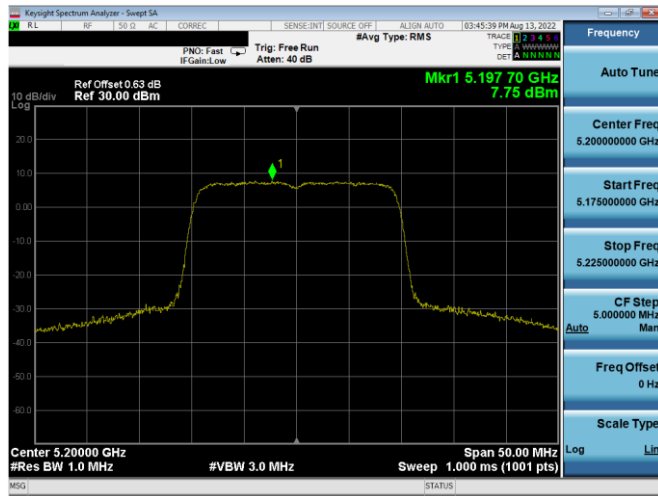 Keysight Spectrum Analyzer - Swept SA
RL RF 50 Ω AC CORREC SENSE:INT SOURCE OFF ALIGN AUTO 03:45:39 PM Aug 13, 2022
#Avg Type: RMS
TRACE 1 2 3 4 5 6
TYPE A WWWWW
DET A N N N N N
PNO: Fast
IFGain:Low
Trig: Free Run
Atten: 40 dB
Mkr1 5.197 70 GHz
7.75 dBm
Ref Offset 0.63 dB
Ref 30.00 dBm
10 dB/div
Log
20.0
10.0
0.00
-10.0
-20.0
-30.0
-40.0
-50.0
-60.0
1
Center 5.20000 GHz
Span 50.00 MHz
#Res BW 1.0 MHz
#VBW 3.0 MHz
Sweep 1.000 ms (1001 pts)
MSG
STATUS
Frequency
Auto Tune
Center Freq
5.200000000 GHz
Start Freq
5.175000000 GHz
Stop Freq
5.225000000 GHz
CF Step
5.000000 MHz
Auto Man
Freq Offset
0 Hz
Scale Type
Log Lin